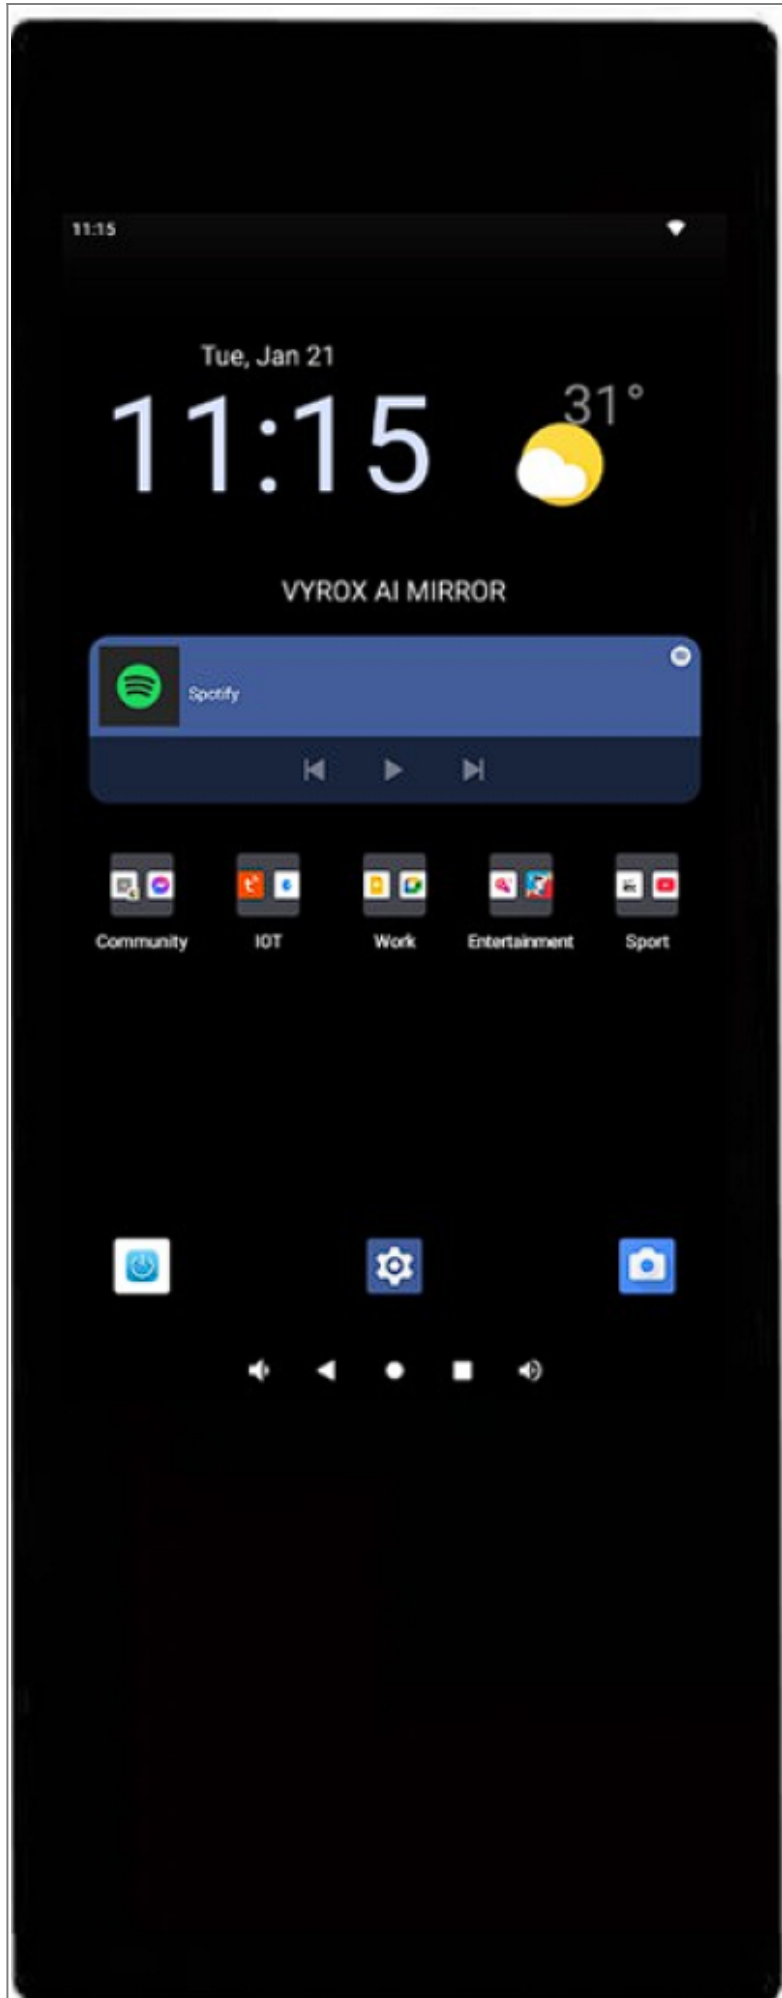 11:15
Tue, Jan 21
11:15
31°
VYROX AI MIRROR
Spotify
Community IOT Work Entertainment Sport